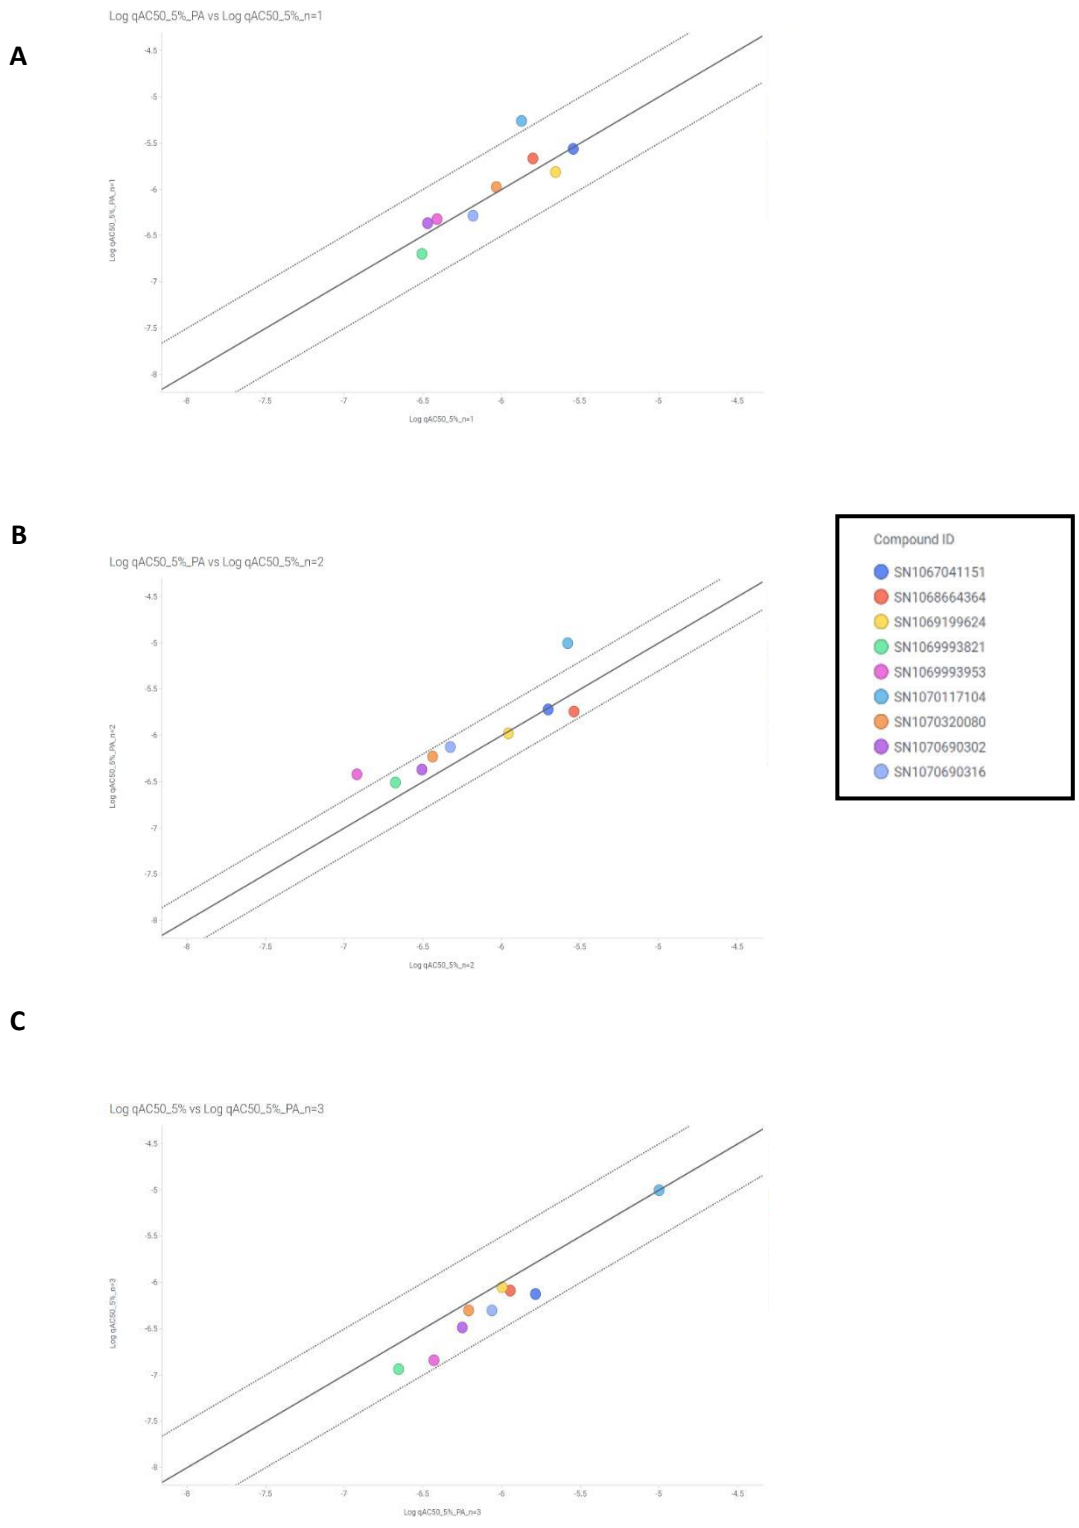 Log qAC50_5%_PA vs Log qAC50_5%_n=1
A
-4.5
-5
-5.5
-6
-6.5
-7
-7.5
-8
Log qAC50_5%_PA_n=1
-8 -7.5 -7 -6.5 -6 -5.5 -5 -4.5
Log qAC50_5%_n=1
B
Log qAC50_5%_PA vs Log qAC50_5%_n=2
-4.5
-5
-5.5
-6
-6.5
-7
-7.5
-8
Log qAC50_5%_PA_n=2
-8 -7.5 -7 -6.5 -6 -5.5 -5 -4.5
Log qAC50_5%_n=2
Compound ID
SN1067041151
SN1068664364
SN1069199624
SN1069993821
SN1069993953
SN1070117104
SN1070320080
SN1070690302
SN1070690316
C
Log qAC50_5% vs Log qAC50_5%_PA_n=3
-4.5
-5
-5.5
-6
-6.5
-7
-7.5
-8
Log qAC50_5%_n=3
-8 -7.5 -7 -6.5 -6 -5.5 -5 -4.5
Log qAC50_5%_PA_n=3